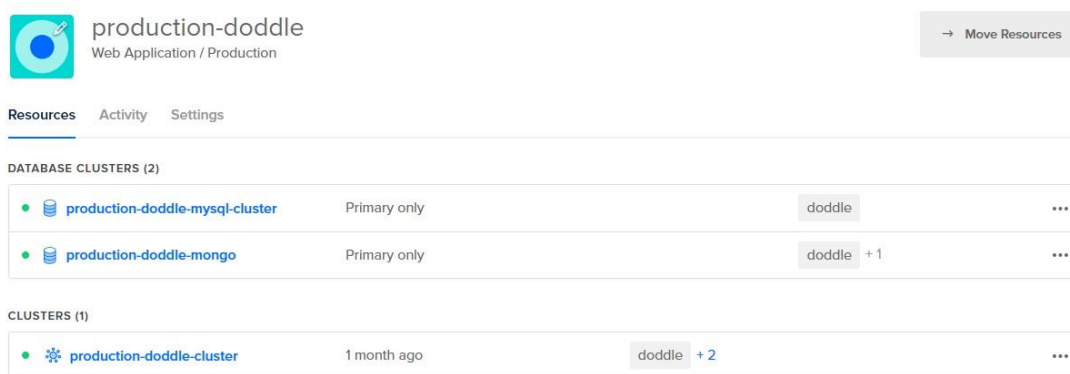 production-doddle
Web Application / Production
→ Move Resources
Resources Activity Settings
DATABASE CLUSTERS (2)
production-doddle-mysql-cluster Primary only doddle
production-doddle-mongo Primary only doddle + 1
CLUSTERS (1)
production-doddle-cluster 1 month ago doddle + 2